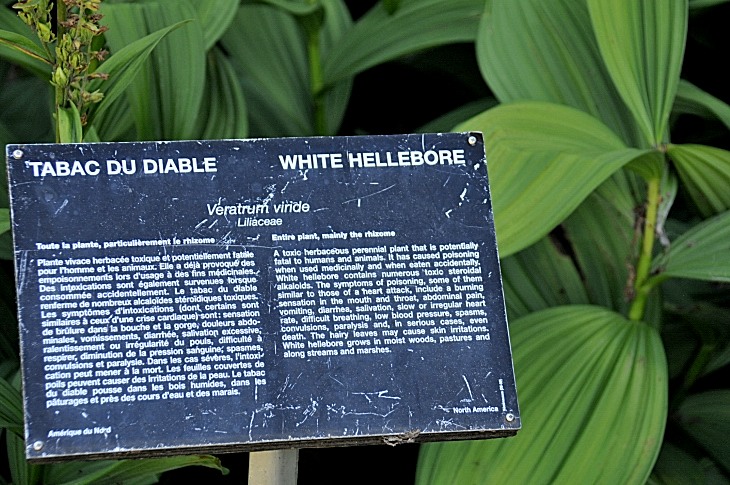 TABAC DU DIABLE
WHITE HELLEBORE
Veratrum viride
Liliaceae
Toute la plante, particulièrement le rhizome
Plante vivace herbacée toxique et potentiellement fatale
pour l'homme et les animaux. Elle a déjà provoqué des
empoisonnements lors d'usage à des fins médicinales.
Des intoxications sont également survenues lorsque
consommée accidentellement. Le tabac du diable
renferme de nombreux alcaloïdes stéroïdiques toxiques.
Les symptômes d'intoxications (dont certains sont
similaires à ceux d'une crise cardiaque) sont : sensation
de brûlure dans la bouche et la gorge, douleurs abdo-
minales, vomissements, diarrhée, salivation excessive,
ralentissement ou irrégularité du pouls, difficulté à
respirer, diminution de la pression sanguine, spasmes,
convulsions et paralysie. Dans les cas sévères, l'intoxi-
cation peut mener à la mort. Les feuilles couvertes de
poils peuvent causer des irritations de la peau. Le tabac
du diable pousse dans les bois humides, dans les
pâturages et près des cours d'eau et des marais.
Amérique du Nord
Entire plant, mainly the rhizome
A toxic herbaceous perennial plant that is potentially
fatal to humans and animals. It has caused poisoning
when used medicinally and when eaten accidentally.
White hellebore contains numerous toxic steroidal
alkaloids. The symptoms of poisoning, some of them
similar to those of a heart attack, include a burning
sensation in the mouth and throat, abdominal pain,
vomiting, diarrhea, salivation, slow or irregular heart
rate, difficult breathing, low blood pressure, spasms,
convulsions, paralysis and, in serious cases, even
death. The hairy leaves may cause skin irritations.
White hellebore grows in moist woods, pastures and
along streams and marshes.
North America